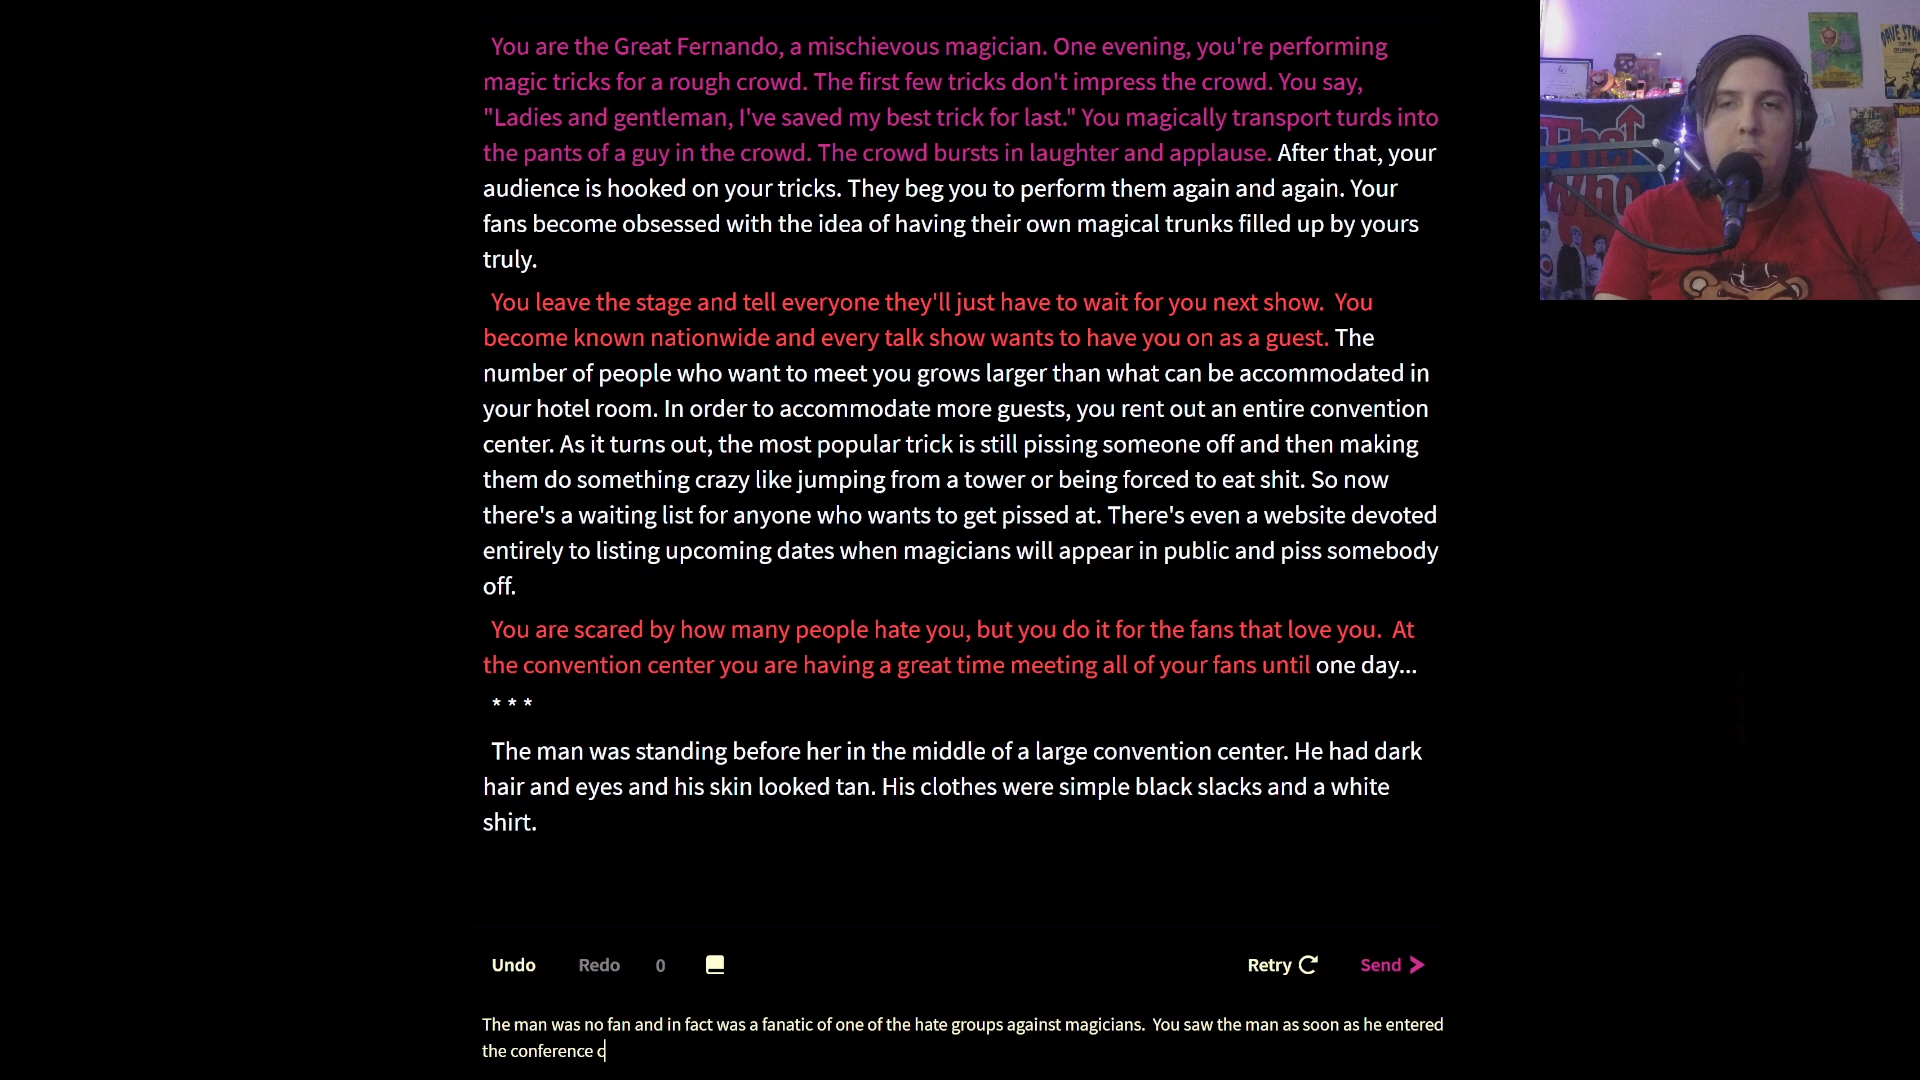 You are the Great Fernando, a mischievous magician. One evening, you're performing
magic tricks for a rough crowd. The first few tricks don't impress the crowd. You say,
"Ladies and gentleman, I've saved my best trick for last." You magically transport turds into
the pants of a guy in the crowd. The crowd bursts in laughter and applause. After that, your
audience is hooked on your tricks. They beg you to perform them again and again. Your
fans become obsessed with the idea of having their own magical trunks filled up by yours
truly.
You leave the stage and tell everyone they'll just have to wait for you next show.  You
become known nationwide and every talk show wants to have you on as a guest. The
number of people who want to meet you grows larger than what can be accommodated in
your hotel room. In order to accommodate more guests, you rent out an entire convention
center. As it turns out, the most popular trick is still pissing someone off and then making
them do something crazy like jumping from a tower or being forced to eat shit. So now
there's a waiting list for anyone who wants to get pissed at. There's even a website devoted
entirely to listing upcoming dates when magicians will appear in public and piss somebody
off.
You are scared by how many people hate you, but you do it for the fans that love you.  At
the convention center you are having a great time meeting all of your fans until one day...
* * *
The man was standing before her in the middle of a large convention center. He had dark
hair and eyes and his skin looked tan. His clothes were simple black slacks and a white
shirt.
Undo Redo 0 Retry Send
The man was no fan and in fact was a fanatic of one of the hate groups against magicians.  You saw the man as soon as he entered
the conference c
DAVE STO
The
Who